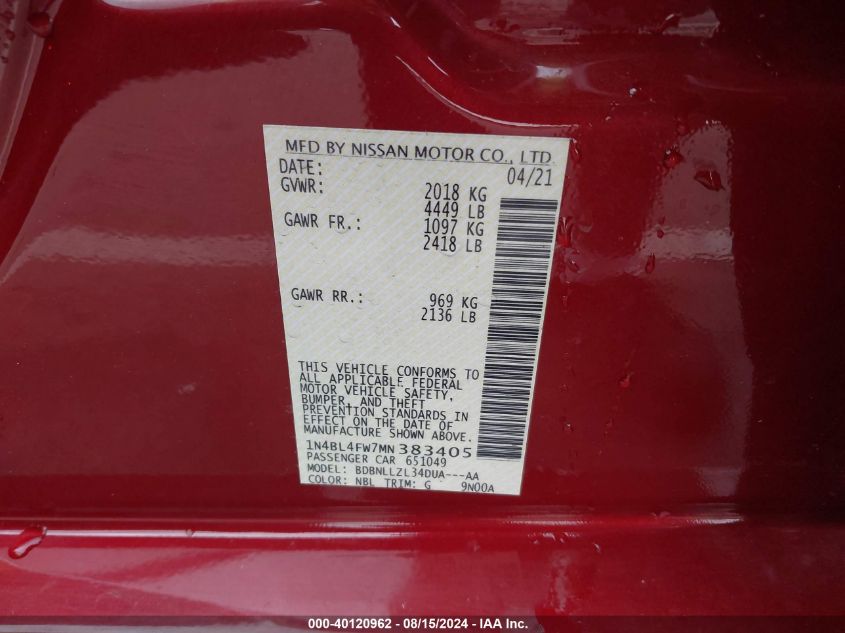 MFD BY NISSAN MOTOR CO., LTD.
DATE: 04/21
GVWR: 2018 KG
4449 LB
GAWR FR.: 1097 KG
2418 LB
GAWR RR.: 969 KG
2136 LB
THIS VEHICLE CONFORMS TO
ALL APPLICABLE FEDERAL
MOTOR VEHICLE SAFETY,
BUMPER, AND THEFT
PREVENTION STANDARDS IN
EFFECT ON THE DATE OF
MANUFACTURE SHOWN ABOVE.
1N4BL4FW7MN383405
PASSENGER CAR 651049
MODEL: BDBNLLZL34DUA---AA
COLOR: NBL TRIM: G 9N00A
000-40120962 - 08/15/2024 - IAA Inc.